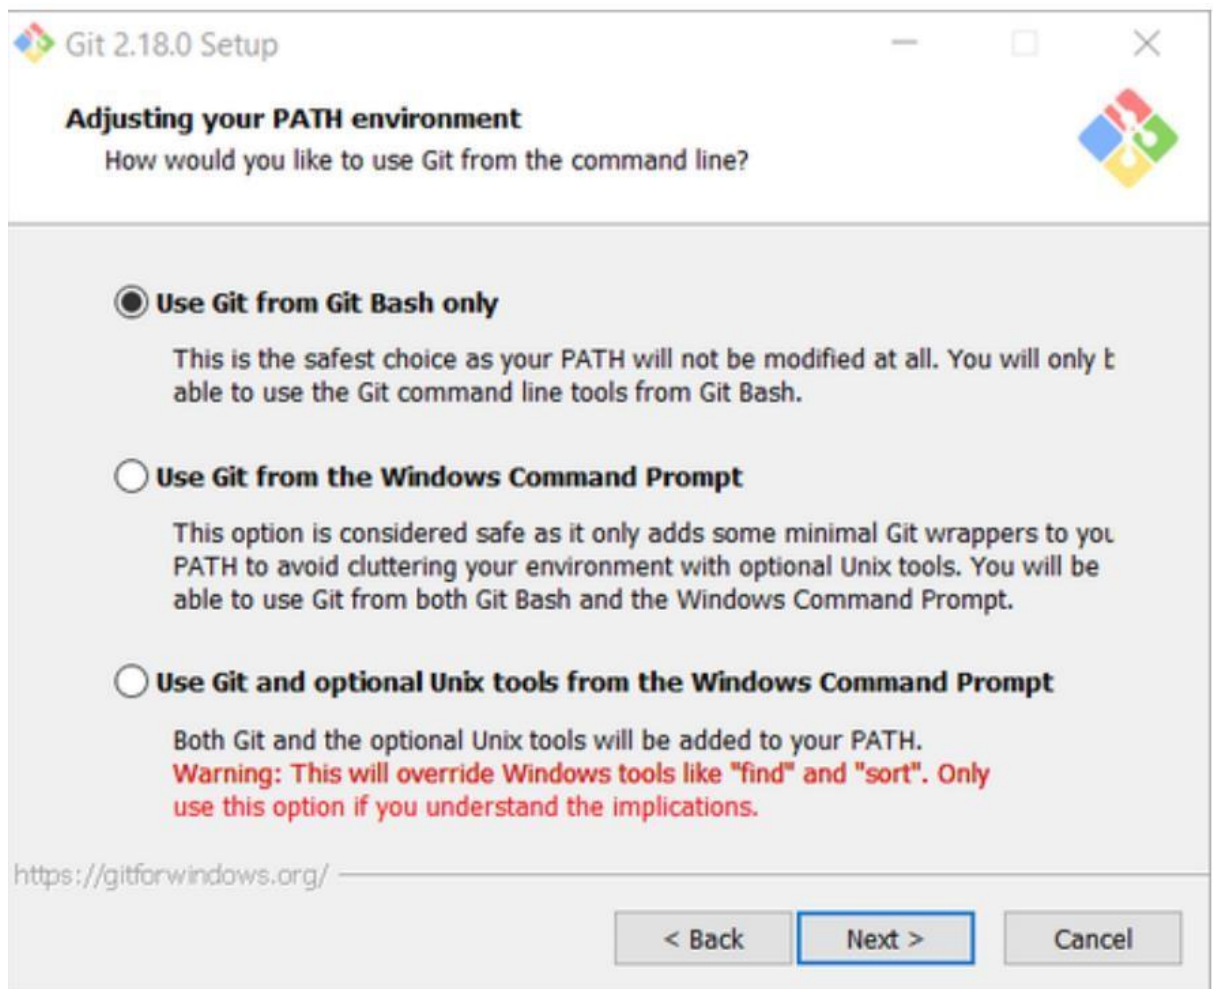 Git 2.18.0 Setup
Adjusting your PATH environment
How would you like to use Git from the command line?
Use Git from Git Bash only
This is the safest choice as your PATH will not be modified at all. You will only b
able to use the Git command line tools from Git Bash.
Use Git from the Windows Command Prompt
This option is considered safe as it only adds some minimal Git wrappers to you
PATH to avoid cluttering your environment with optional Unix tools. You will be
able to use Git from both Git Bash and the Windows Command Prompt.
Use Git and optional Unix tools from the Windows Command Prompt
Both Git and the optional Unix tools will be added to your PATH.
Warning: This will override Windows tools like "find" and "sort". Only
use this option if you understand the implications.
https://gitforwindows.org/
< Back Next > Cancel